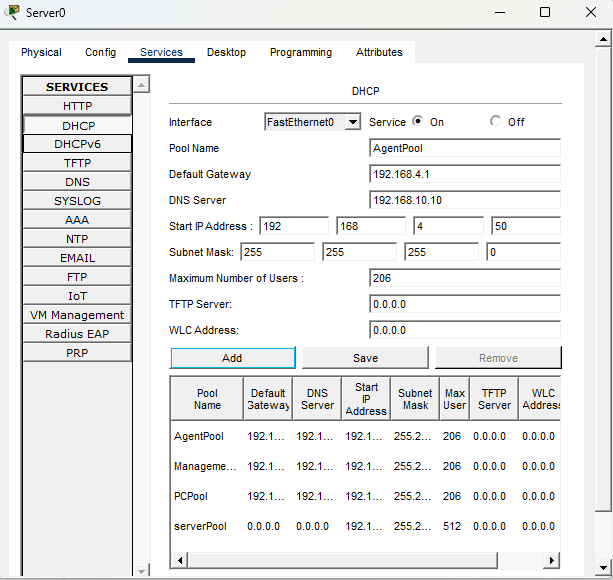 Server0
Physical Config Services Desktop Programming Attributes
SERVICES
HTTP
DHCP
DHCPv6
TFTP
DNS
SYSLOG
AAA
NTP
EMAIL
FTP
IoT
VM Management
Radius EAP
PRP
DHCP
Interface FastEthernet0 Service On Off
Pool Name AgentPool
Default Gateway 192.168.4.1
DNS Server 192.168.10.10
Start IP Address : 192 168 4 50
Subnet Mask: 255 255 255 0
Maximum Number of Users : 206
TFTP Server: 0.0.0.0
WLC Address: 0.0.0.0
Add Save Remove
Pool Name Default Gateway DNS Server Start IP Address Subnet Mask Max User TFTP Server WLC Address
AgentPool 192.1... 192.1... 192.1... 255.2... 206 0.0.0.0 0.0.0.0
Manageme... 192.1... 192.1... 192.1... 255.2... 206 0.0.0.0 0.0.0.0
PCPool 192.1... 192.1... 192.1... 255.2... 206 0.0.0.0 0.0.0.0
serverPool 0.0.0.0 0.0.0.0 192.1... 255.2... 512 0.0.0.0 0.0.0.0